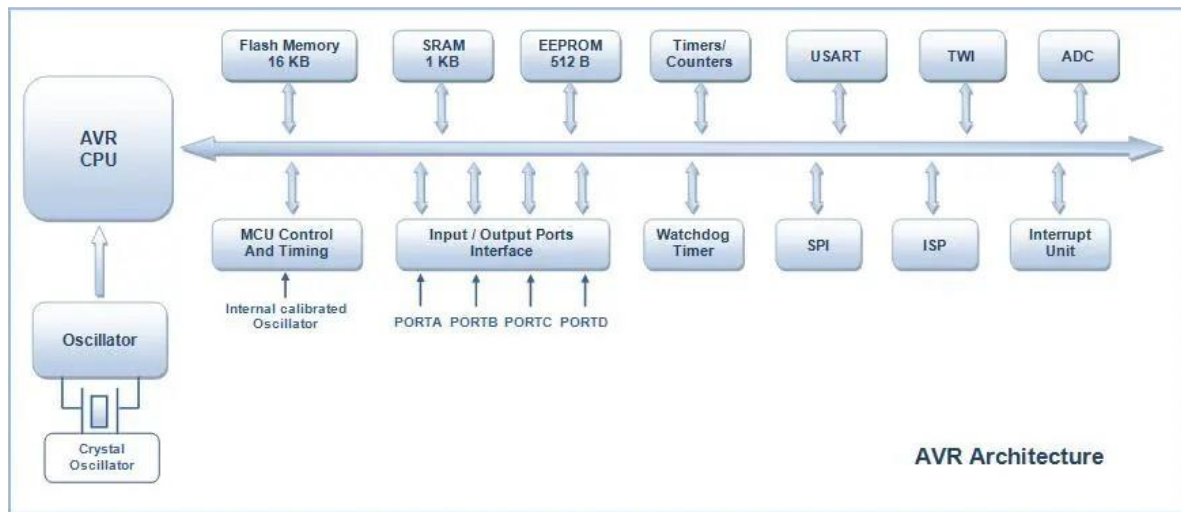 Flash Memory
16 KB
SRAM
1 KB
EEPROM
512 B
Timers/
Counters
USART
TWI
ADC
AVR
CPU
MCU Control
And Timing
Input / Output Ports
Interface
Watchdog
Timer
SPI
ISP
Interrupt
Unit
Internal calibrated
Oscillator
PORTA
PORTB
PORTC
PORTD
Oscillator
Crystal
Oscillator
AVR Architecture